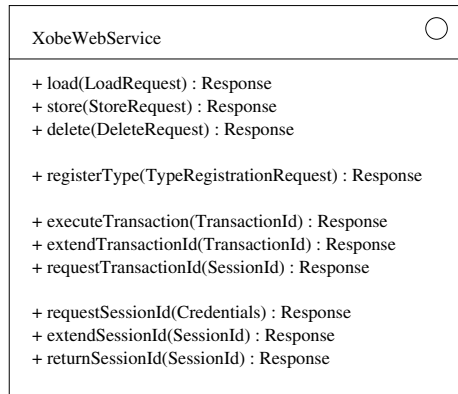 XobeWebService
+ load(LoadRequest) : Response
+ store(StoreRequest) : Response
+ delete(DeleteRequest) : Response
+ registerType(TypeRegistrationRequest) : Response
+ executeTransaction(TransactionId) : Response
+ extendTransactionId(TransactionId) : Response
+ requestTransactionId(SessionId) : Response
+ requestSessionId(Credentials) : Response
+ extendSessionId(SessionId) : Response
+ returnSessionId(SessionId) : Response